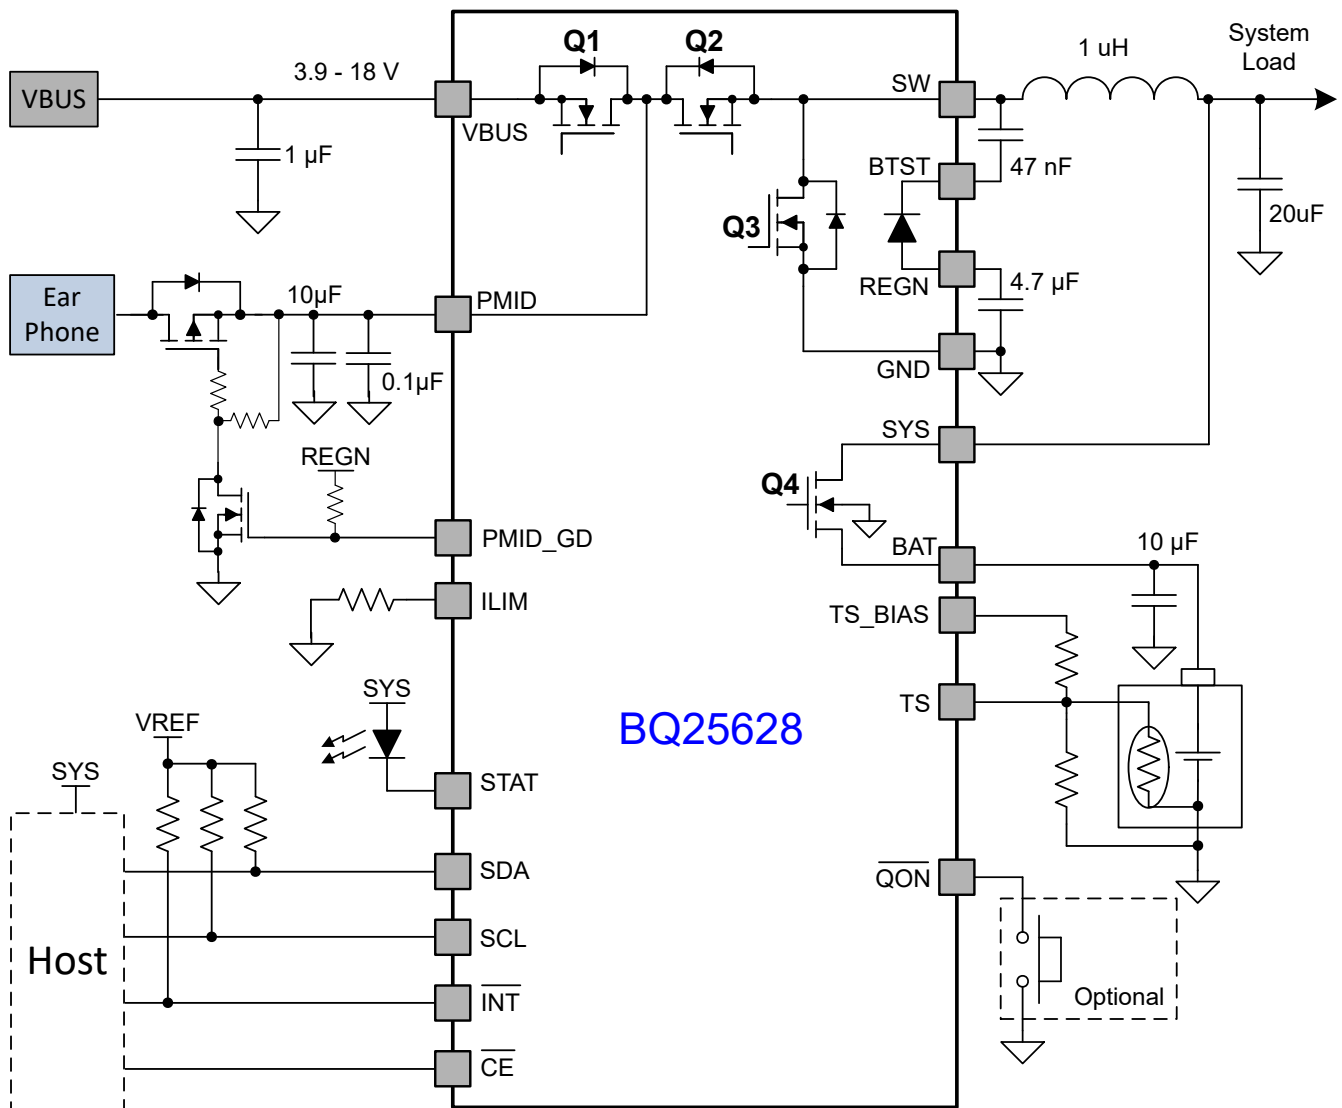 Q1
Q2
1 uH
System
Load
3.9 - 18 V
SW
VBUS
VBUS
1 µF
BTST
47 nF
20uF
Q3
REGN
4.7 µF
Ear
Phone
10µF
PMID
GND
0.1µF
SYS
REGN
Q4
PMID_GD
BAT
10 µF
ILIM
TS_BIAS
SYS
TS
VREF
BQ25628
SYS
STAT
SDA
QON
SCL
Host
INT
Optional
CE